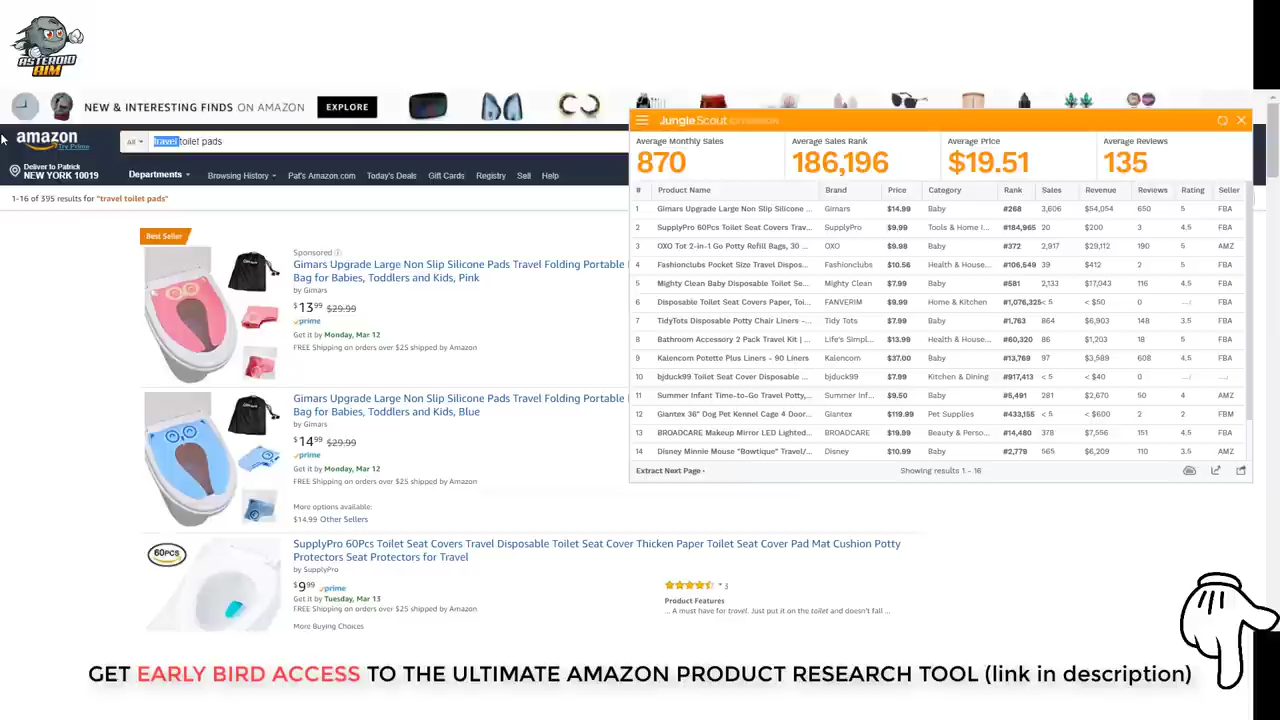 ASTEROID
AIM
NEW & INTERESTING FINDS ON AMAZON EXPLORE
amazon
Try Prime
All
travel toilet pads
Deliver to Patrick
NEW YORK 10019
Departments
Browsing History
Pat's Amazon.com
Today's Deals
Gift Cards
Registry
Sell
Help
1-16 of 395 results for "travel toilet pads"
Best Seller
Sponsored
Gimars Upgrade Large Non Slip Silicone Pads Travel Folding Portable
Bag for Babies, Toddlers and Kids, Pink
by Gimars
$13 99 $29.99
prime
Get it by Monday, Mar 12
FREE Shipping on orders over $25 shipped by Amazon
Gimars Upgrade Large Non Slip Silicone Pads Travel Folding Portable
Bag for Babies, Toddlers and Kids, Blue
by Gimars
$14 99 $29.99
prime
Get it by Monday, Mar 12
FREE Shipping on orders over $25 shipped by Amazon
More options available:
$14.99 Other Sellers
60PCS
SupplyPro 60Pcs Toilet Seat Covers Travel Disposable Toilet Seat Cover Thicken Paper Toilet Seat Cover Pad Mat Cushion Potty
Protectors Seat Protectors for Travel
by SupplyPro
$9 99 prime
Get it by Tuesday, Mar 13
FREE Shipping on orders over $25 shipped by Amazon
More Buying Choices
3
Product Features
... A must have for travel. Just put it on the toilet and doesn't fall ...
JungleScout EXTENSION
Average Monthly Sales Average Sales Rank Average Price Average Reviews
870 186,196 $19.51 135
# Product Name Brand Price Category Rank Sales Revenue Reviews Rating Seller
1 Gimars Upgrade Large Non Slip Silicone ... Gimars $14.99 Baby #268 3,606 $54,054 650 5 FBA
2 SupplyPro 60Pcs Toilet Seat Covers Trav... SupplyPro $9.99 Tools & Home I... #184,965 20 $200 3 4.5 FBA
3 OXO Tot 2-in-1 Go Potty Refill Bags, 30 ... OXO $9.98 Baby #372 2,917 $29,112 190 5 AMZ
4 Fashionclubs Pocket Size Travel Dispos... Fashionclubs $10.56 Health & House... #106,549 39 $412 2 5 FBA
5 Mighty Clean Baby Disposable Toilet Se... Mighty Clean $7.99 Baby #581 2,133 $17,043 116 4.5 FBA
6 Disposable Toilet Seat Covers Paper, Toi... FANVERIM $9.99 Home & Kitchen #1,076,325 < 5 < $50 0 --/ FBA
7 TidyTots Disposable Potty Chair Liners -... Tidy Tots $7.99 Baby #1,763 864 $6,903 148 3.5 FBA
8 Bathroom Accessory 2 Pack Travel Kit | ... Life's Simpl... $13.98 Health & House... #60,320 86 $1,203 18 5 FBA
9 Kalencom Potette Plus Liners - 90 Liners Kalencom $37.00 Baby #13,769 97 $3,589 608 4.5 FBA
10 bjduck99 Toilet Seat Cover Disposable ... bjduck99 $7.99 Kitchen & Dining #917,413 < 5 < $40 0 --/ --/
11 Summer Infant Time-to-Go Travel Potty,... Summer Inf... $9.50 Baby #5,491 281 $2,670 50 4 AMZ
12 Giantex 36" Dog Pet Kennel Cage 4 Door... Giantex $119.99 Pet Supplies #433,155 < 5 < $600 2 2 FBM
13 BROADCARE Makeup Mirror LED Lighted... BROADCARE $19.99 Beauty & Perso... #14,480 378 $7,556 151 4.5 FBA
14 Disney Minnie Mouse "Bowtique" Travel/... Disney $10.99 Baby #2,779 565 $6,209 110 3.5 AMZ
Extract Next Page Showing results 1 - 16
GET EARLY BIRD ACCESS TO THE ULTIMATE AMAZON PRODUCT RESEARCH TOOL (link in description)